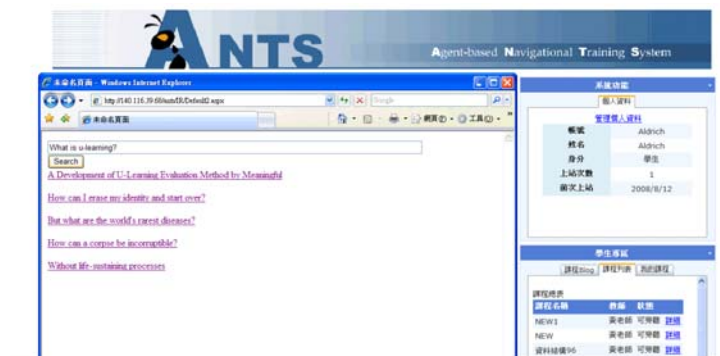 ANTS
Agent-based Navigational Training System
未命名頁面 - Windows Internet Explorer
Google
未命名頁面
網頁(P)
工具(O)
What is u-learning?
Search
A Development of U-Learning Evaluation Method by Meaningful
How can I erase my identity and start over?
But what are the world's rarest diseases?
How can a corpse be incorruptible?
Without life-sustaining processes
系統功能
個人資料
管理個人資料
帳號 Aldrich
姓名 Aldrich
身分 學生
上站次數 1
前次上站 2008/8/12
學生專區
課程Blog 課程列表 我的課程
課程總表
課程名稱 教師 狀態
NEW1 黃老師 可旁聽 詳細
NEW 黃老師 可旁聽 詳細
資料結構96 黃老師 可旁聽 詳細